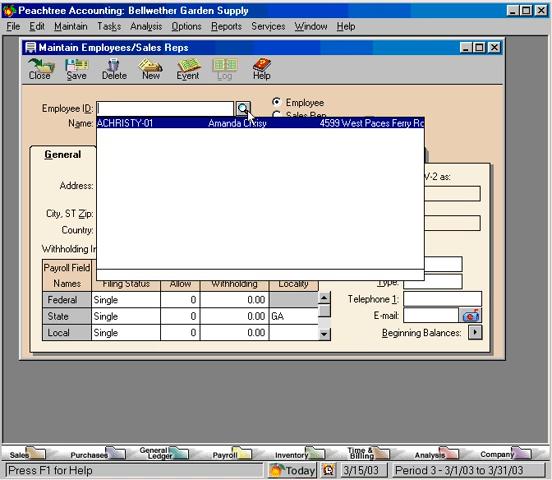 Peachtree Accounting: Bellwether Garden Supply
File Edit Maintain Tasks Analysis Options Reports Services Window Help
Maintain Employees/Sales Reps
Close Save Delete New Event Log Help
Employee ID: Employee
Sales Rep
Name: ACHRISTY-01 Amanda 4599 West Paces Ferry Ro
General
Address: V-2 as:
City, ST Zip:
Country:
Withholding In
Payroll Field
Names Filing Status Allow Withholding Locality
Type:
Federal Single 0 0.00
Telephone 1:
State Single 0 0.00 GA
E-mail:
Local Single 0 0.00
Beginning Balances:
Sales Purchases General Ledger Payroll Inventory Time & Billing Analysis Company
Press F1 for Help Today 3/15/03 Period 3 - 3/1/03 to 3/31/03